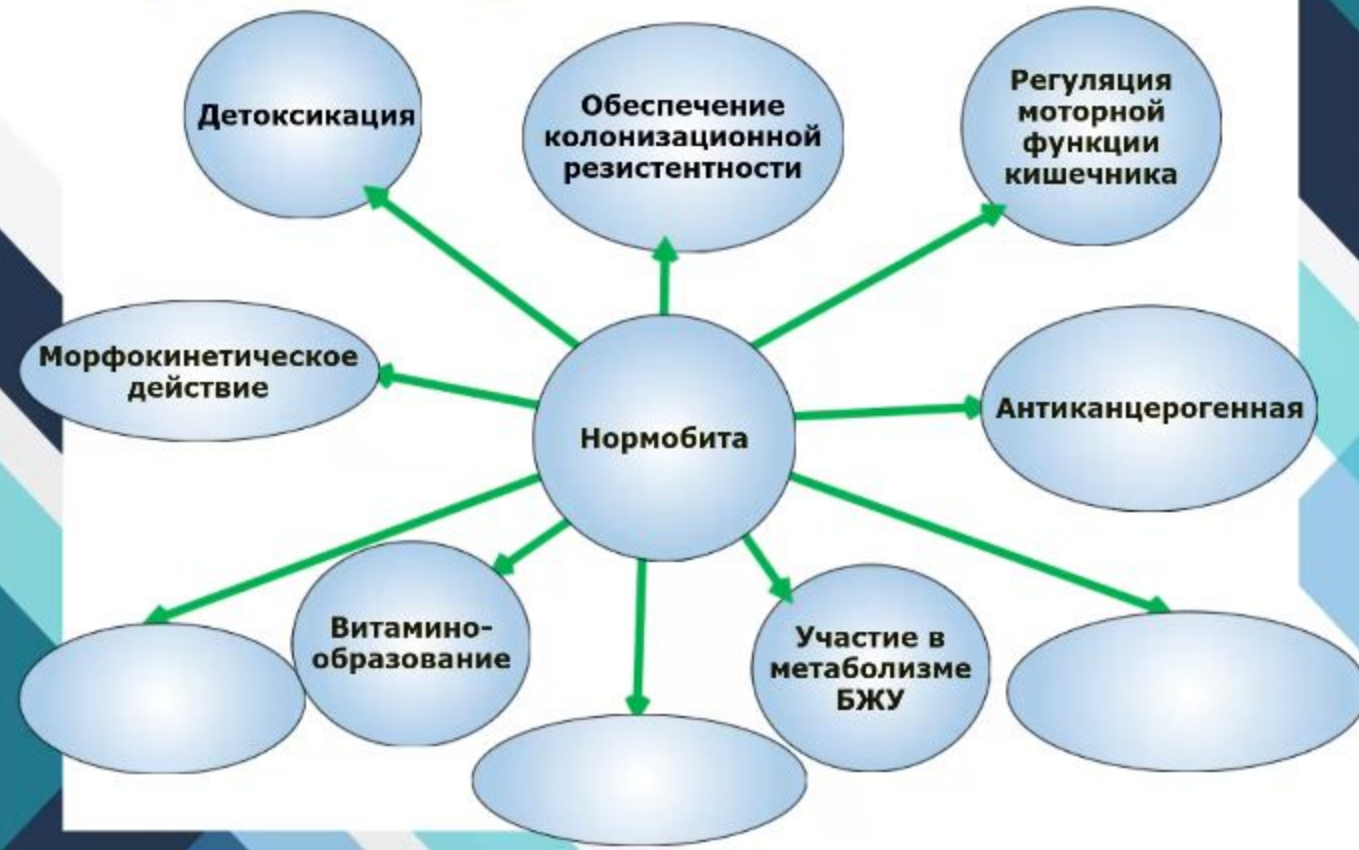 Детоксикация
Обеспечение
колонизационной
резистентности
Регуляция
моторной
функции
кишечника
Морфокинетическое
действие
Нормобита
Антиканцерогенная
Витамино-
образование
Участие в
метаболизме
БЖУ